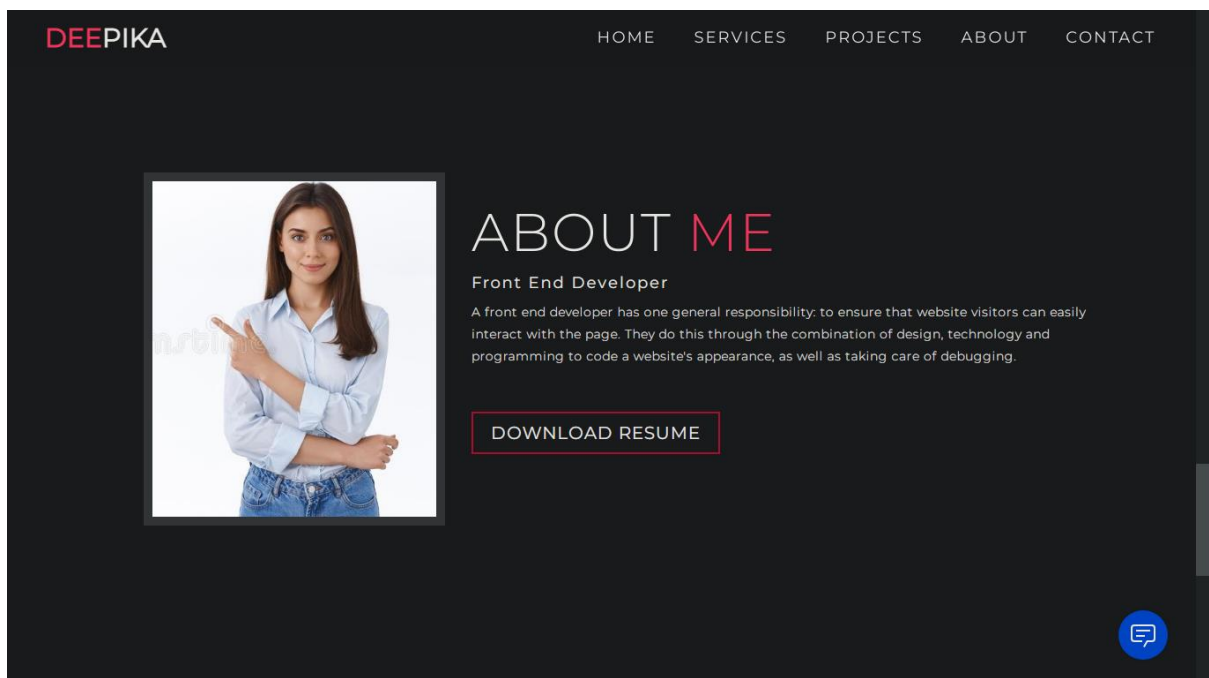 DEEPIKA
HOME SERVICES PROJECTS ABOUT CONTACT
ABOUT ME
Front End Developer
A front end developer has one general responsibility: to ensure that website visitors can easily
interact with the page. They do this through the combination of design, technology and
programming to code a website's appearance, as well as taking care of debugging.
DOWNLOAD RESUME